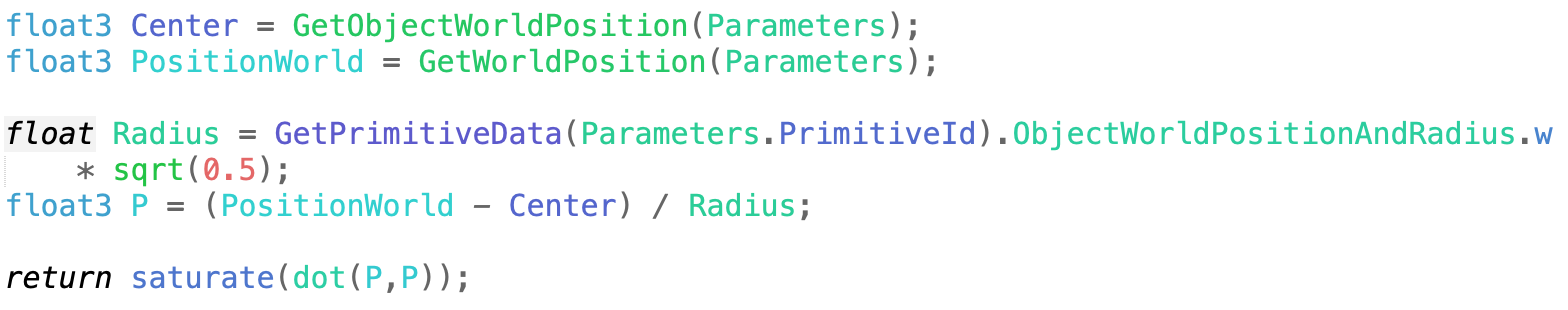 float3 Center = GetObjectWorldPosition(Parameters);
float3 PositionWorld = GetWorldPosition(Parameters);
float Radius = GetPrimitiveData(Parameters.PrimitiveId).ObjectWorldPositionAndRadius.w
* sqrt(0.5);
float3 P = (PositionWorld - Center) / Radius;
return saturate(dot(P,P));